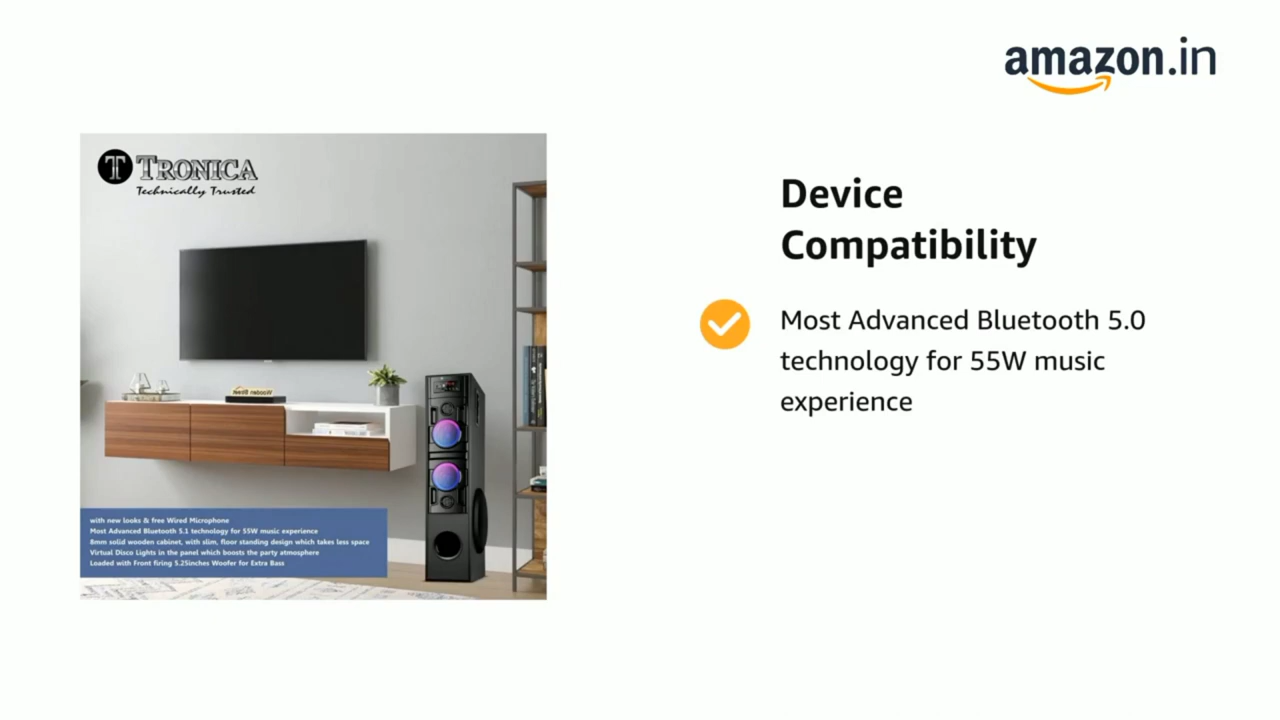 amazon.in
T TRONICA
Technically Trusted
Device
Compatibility
Most Advanced Bluetooth 5.0
technology for 55W music
experience
with new looks & free Wired Microphone
Most Advanced Bluetooth 5.1 technology for 55W music experience
8mm solid wooden cabinet, with slim, floor standing design which takes less space
Virtual Disco Lights in the panel which boosts the party atmosphere
Loaded with Front firing 5.25inches Woofer for Extra Bass